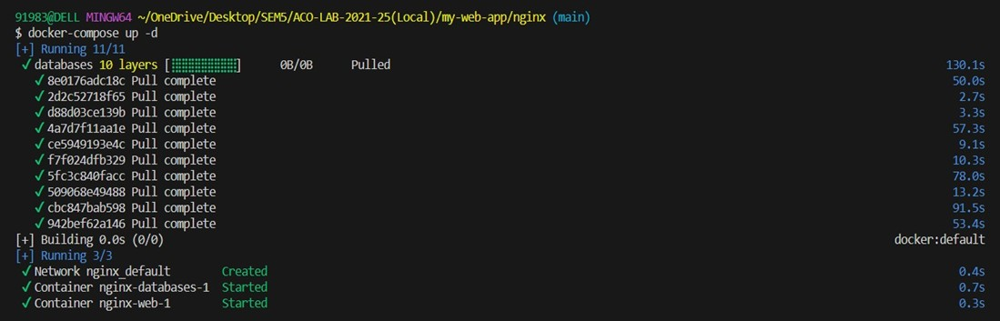 91983@DELL MINGW64 ~/OneDrive/Desktop/SEM5/ACO-LAB-2021-25(Local)/my-web-app/nginx (main)
$ docker-compose up -d
[+] Running 11/11
✓ databases 10 layers [⣿⣿⣿⣿⣿⣿⣿⣿⣿⣿] 0B/0B Pulled 130.1s
✓ 8e0176adc18c Pull complete 50.0s
✓ 2d2c52718f65 Pull complete 2.7s
✓ d88d03ce139b Pull complete 3.3s
✓ 4a7d7f11aa1e Pull complete 57.3s
✓ ce5949193e4c Pull complete 9.1s
✓ f7f024dfb329 Pull complete 10.3s
✓ 5fc3c840facc Pull complete 78.0s
✓ 509068e49488 Pull complete 13.2s
✓ cbc847bab598 Pull complete 91.5s
✓ 942bef62a146 Pull complete 53.4s
[+] Building 0.0s (0/0) docker:default
[+] Running 3/3
✓ Network nginx_default Created 0.4s
✓ Container nginx-databases-1 Started 0.7s
✓ Container nginx-web-1 Started 0.3s